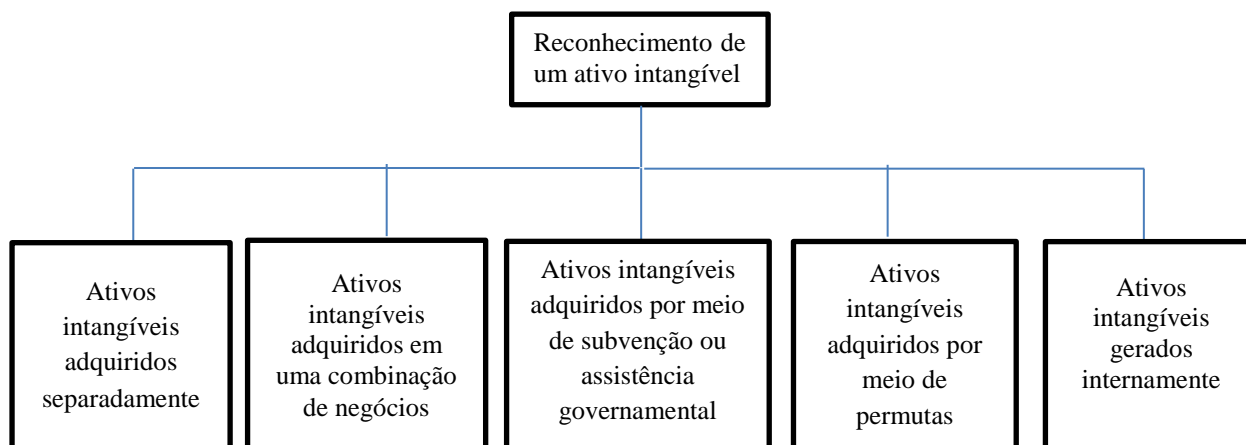 Reconhecimento de
um ativo intangível
Ativos
intangíveis
adquiridos
separadamente
Ativos
intangíveis
adquiridos em
uma combinação
de negócios
Ativos intangíveis
adquiridos por meio
de subvenção ou
assistência
governamental
Ativos
intangíveis
adquiridos por
meio de
permutas
Ativos
intangíveis
gerados
internamente